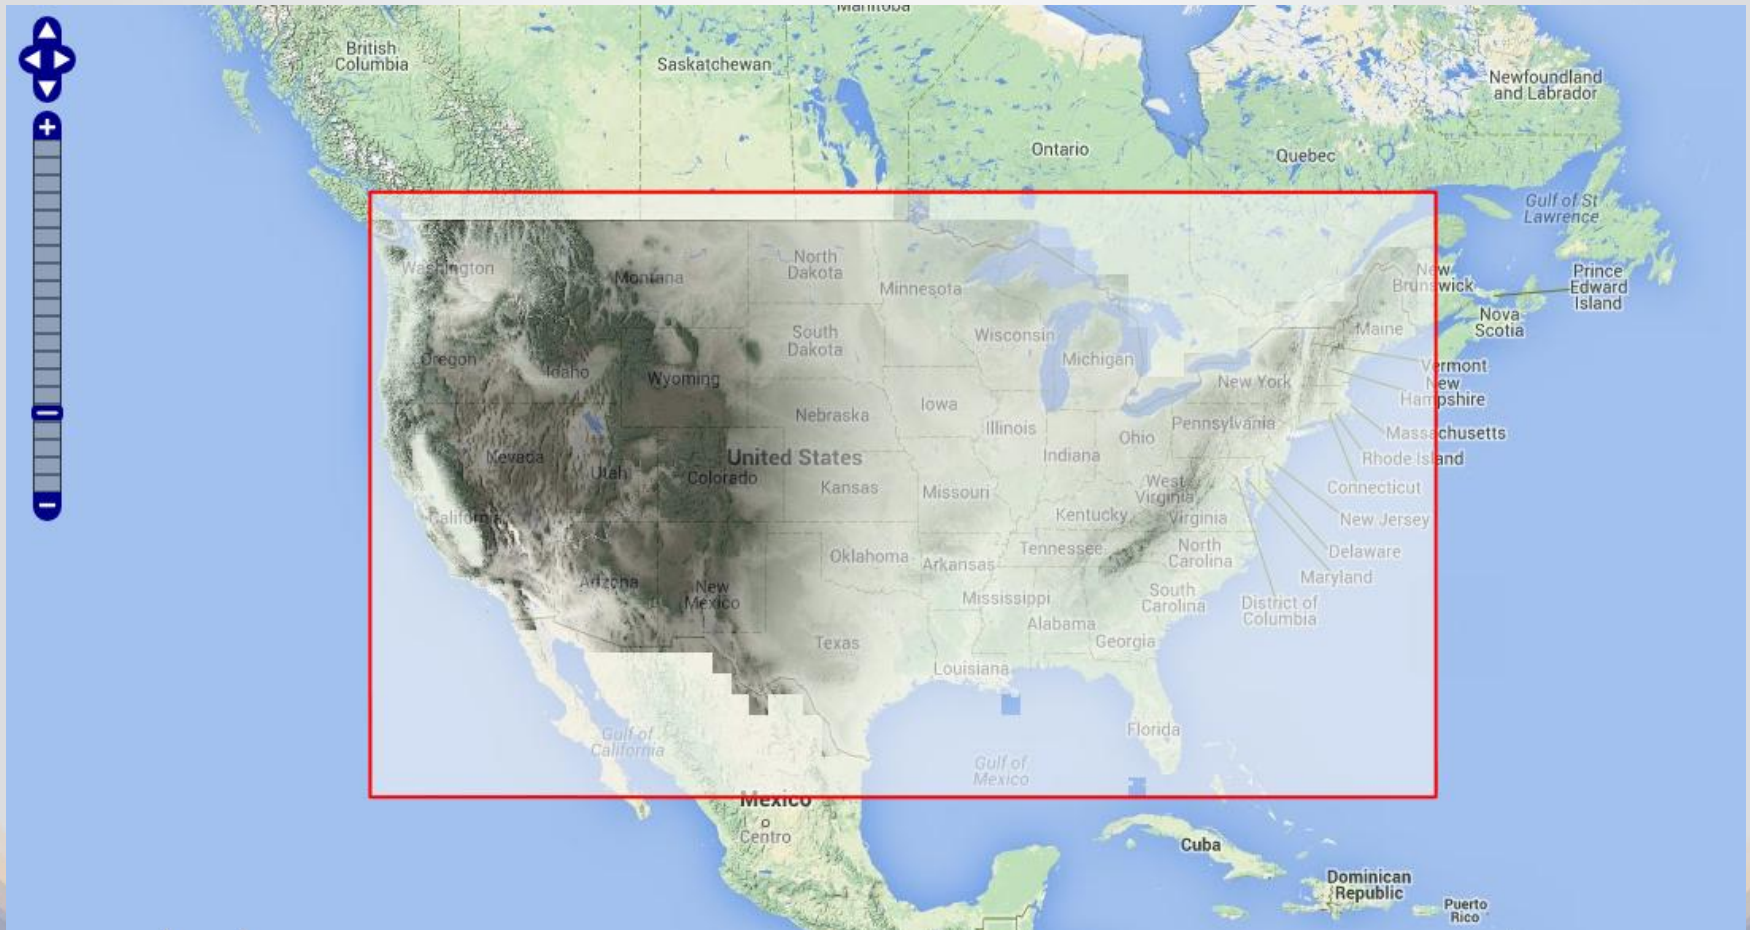 Manitoba
British
Columbia
Saskatchewan
Newfoundland
and Labrador
Ontario
Quebec
Gulf of St
Lawrence
Washington
Montana
North
Dakota
Minnesota
New
Brunswick
Prince
Edward
Island
Nova
Scotia
Oregon
Idaho
Wyoming
South
Dakota
Wisconsin
Michigan
Maine
Vermont
New
Hampshire
New York
Nebraska
Iowa
Illinois
Ohio
Pennsylvania
Massachusetts
Nevada
Utah
Colorado
United States
Kansas
Missouri
Indiana
West
Virginia
Rhode Island
Connecticut
California
Kentucky
Virginia
New Jersey
Oklahoma
Arkansas
Tennessee
North
Carolina
Delaware
Maryland
Arizona
New
Mexico
Mississippi
South
Carolina
District of
Columbia
Texas
Alabama
Georgia
Louisiana
Gulf of
California
Florida
Gulf of
Mexico
Mexico
Centro
Cuba
Dominican
Republic
Puerto
Rico